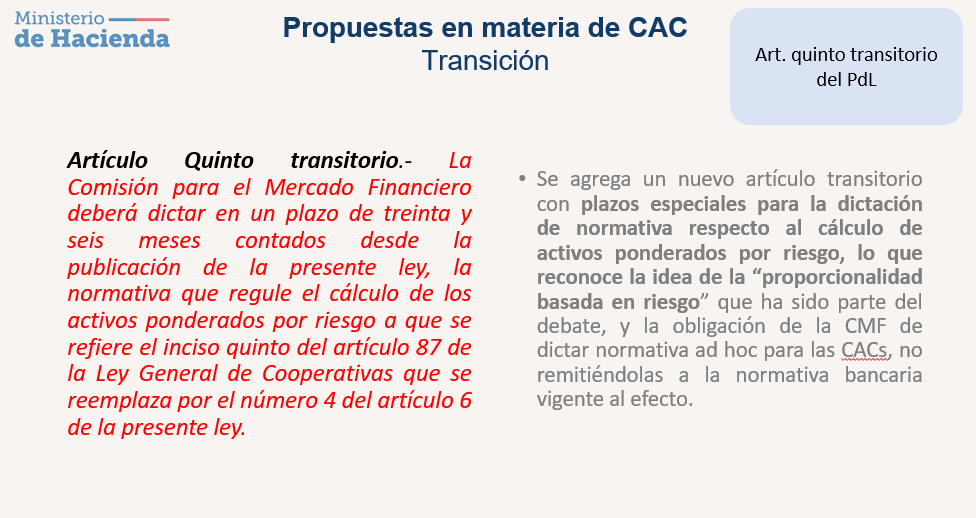 Ministerio
de Hacienda
Propuestas en materia de CAC
Transición
Art. quinto transitorio
del PdL
Artículo Quinto transitorio.- La
Comisión para el Mercado Financiero
deberá dictar en un plazo de treinta y
seis meses contados desde la
publicación de la presente ley, la
normativa que regule el cálculo de los
activos ponderados por riesgo a que se
refiere el inciso quinto del artículo 87 de
la Ley General de Cooperativas que se
reemplaza por el número 4 del artículo 6
de la presente ley.
• Se agrega un nuevo artículo transitorio
con plazos especiales para la dictación
de normativa respecto al cálculo de
activos ponderados por riesgo, lo que
reconoce la idea de la “proporcionalidad
basada en riesgo” que ha sido parte del
debate, y la obligación de la CMF de
dictar normativa ad hoc para las CACs, no
remitiéndolas a la normativa bancaria
vigente al efecto.